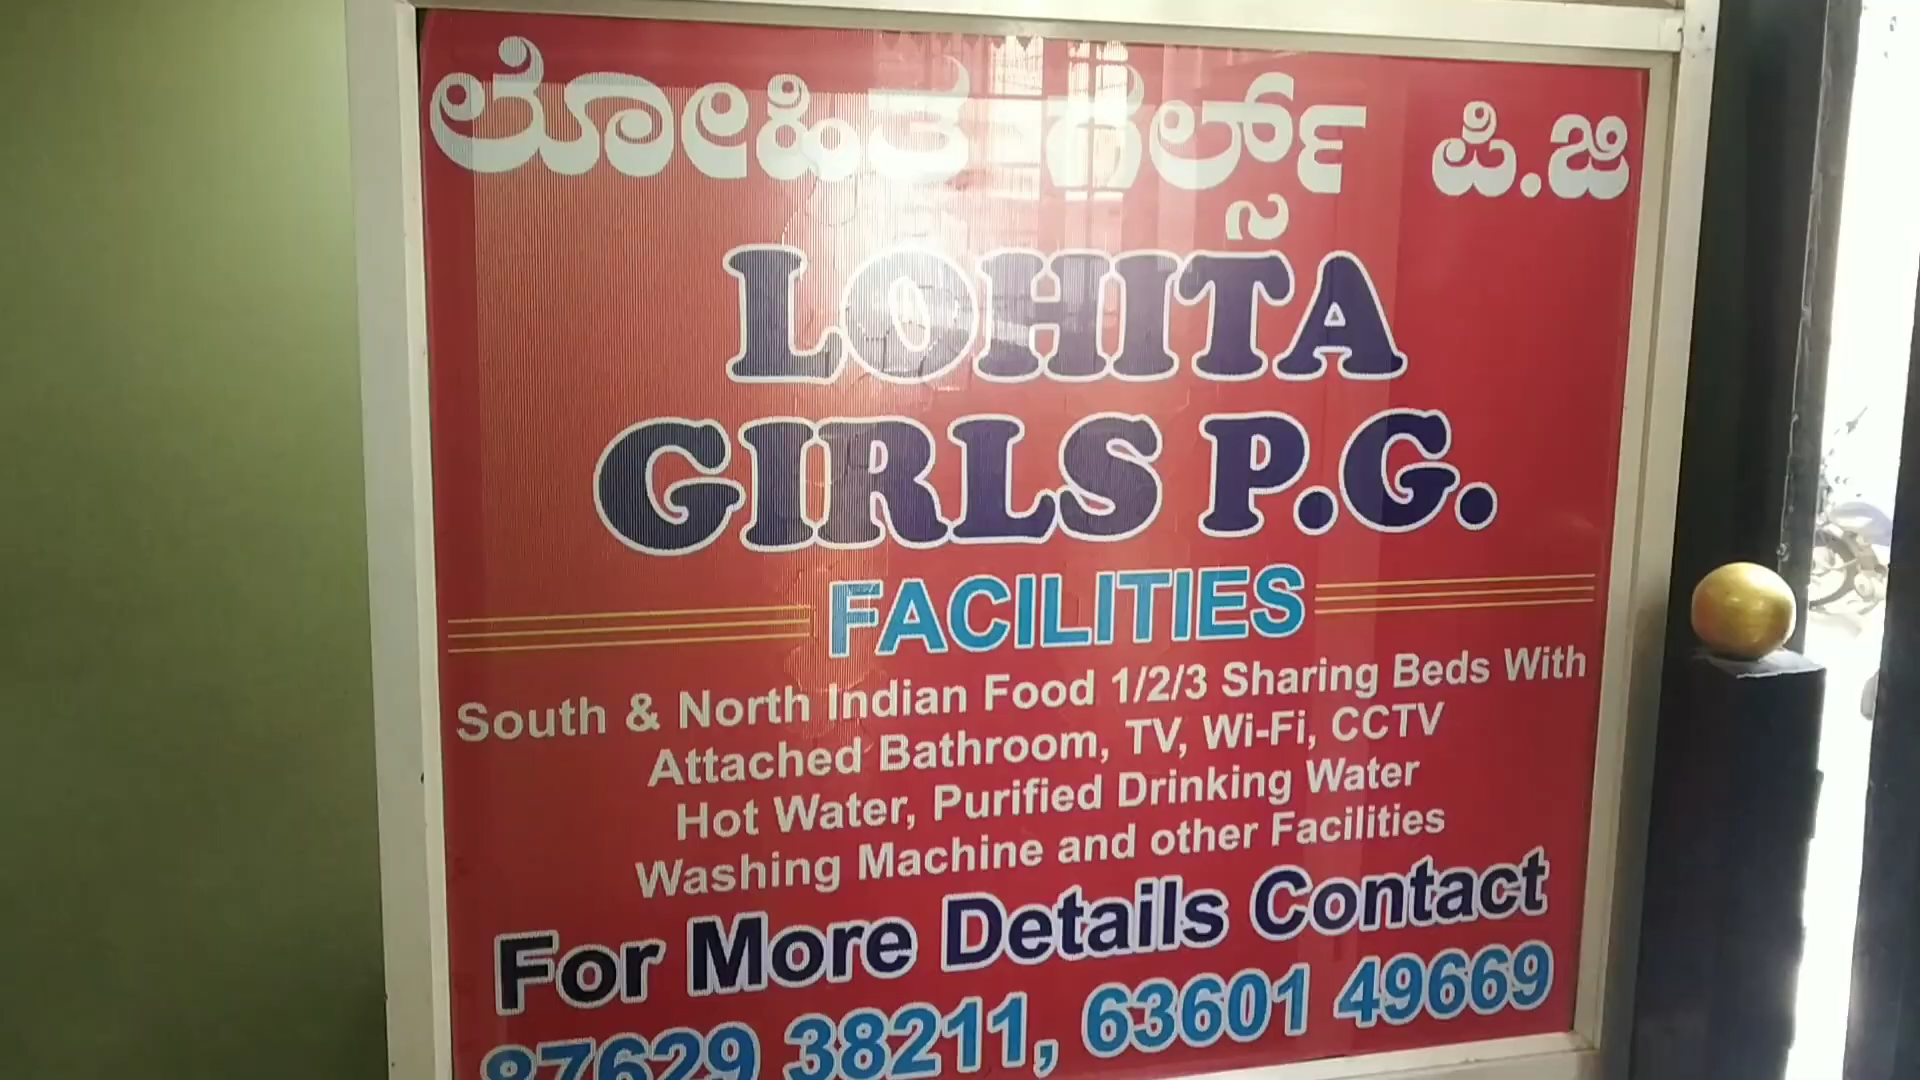 ಲೋಹಿತ ಗರ್ಲ್ಸ್ ಪಿ.ಜಿ
LOHITA
GIRLS P.G.
FACILITIES
South & North Indian Food 1/2/3 Sharing Beds With
Attached Bathroom, TV, Wi-Fi, CCTV
Hot Water, Purified Drinking Water
Washing Machine and other Facilities
For More Details Contact
87629 38211, 63601 49669